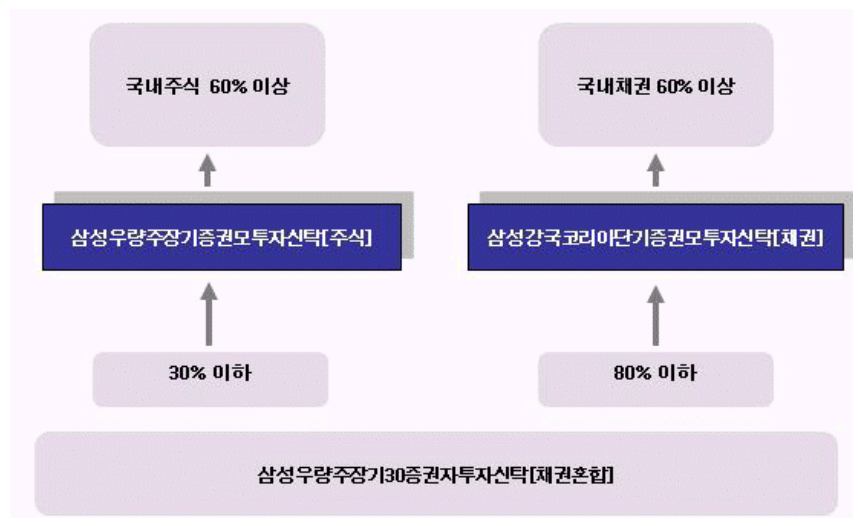 국내주식 60% 이상
국내채권 60% 이상
삼성우량주장기증권모투자신탁[주식]
삼성강국코리아단기증권모투자신탁[채권]
30% 이하
80% 이하
삼성우량주장기30증권자투자신탁[채권혼합]